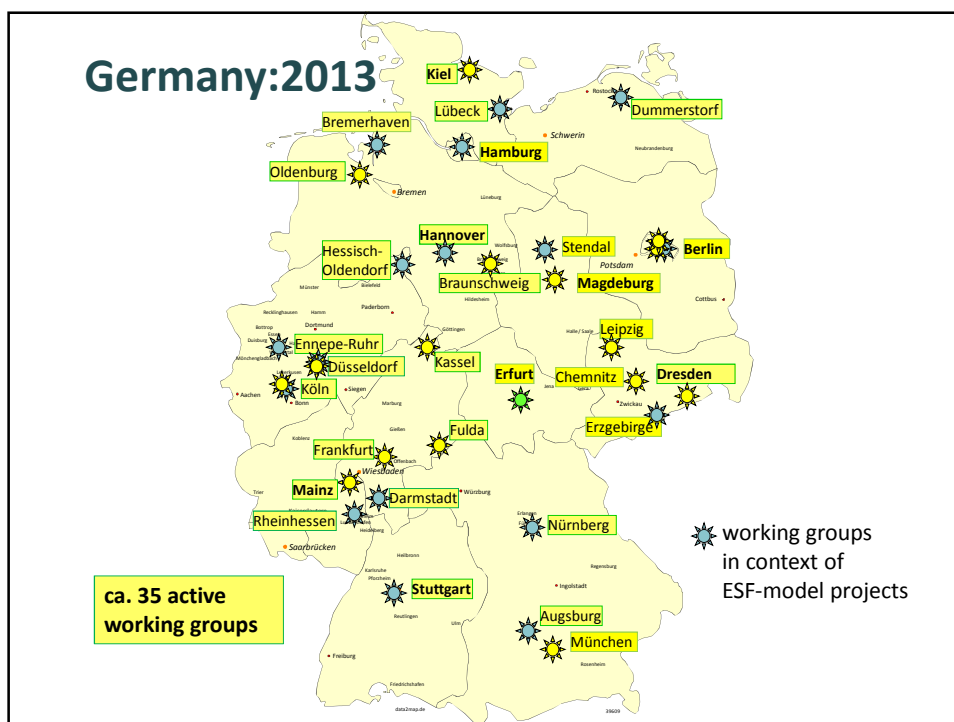 Germany:2013
Kiel
Lübeck
Rostock
Dummerstorf
Bremerhaven
Schwerin
Hamburg
Neubrandenburg
Oldenburg
Bremen
Lüneburg
Hannover
Wolfsburg
Stendal
Berlin
Hessisch-
Oldendorf
Potsdam
Braunschweig
Magdeburg
Münster
Bielefeld
Hildesheim
Cottbus
Recklinghausen
Hamm
Paderborn
Bottrop
Dortmund
Duisburg
Göttingen
Halle / Saale
Leipzig
Ennepe-Ruhr
Mönchengladbach
Düsseldorf
Kassel
Erfurt
Chemnitz
Dresden
Köln
Siegen
Jena
Aachen
Bonn
Marburg
Zwickau
Erzgebirge
Koblenz
Gießen
Fulda
Frankfurt
Offenbach
Wiesbaden
Mainz
Darmstadt
Würzburg
Trier
Rheinhessen
Erlangen
Nürnberg
Heidelberg
Saarbrücken
Heilbronn
working groups
in context of
ESF-model projects
Karlsruhe
Pforzheim
Regensburg
Stuttgart
Ingolstadt
ca. 35 active
working groups
Reutlingen
Ulm
Augsburg
München
Freiburg
Rosenheim
Friedrichshafen
data2map.de
39609